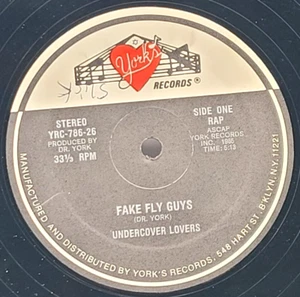 York's
RECORDS®
STEREO
YRC-786-26
PRODUCED BY
DR. YORK
33⅓ RPM
SIDE ONE
RAP
ASCAP
YORK RECORDS
INC.
TIME: 5:13
FAKE FLY GUYS
(DR. YORK)
UNDERCOVER LOVERS
MANUFACTURED AND DISTRIBUTED BY YORK'S RECORDS. 548 HART ST. B'KLYN, N.Y. 11221